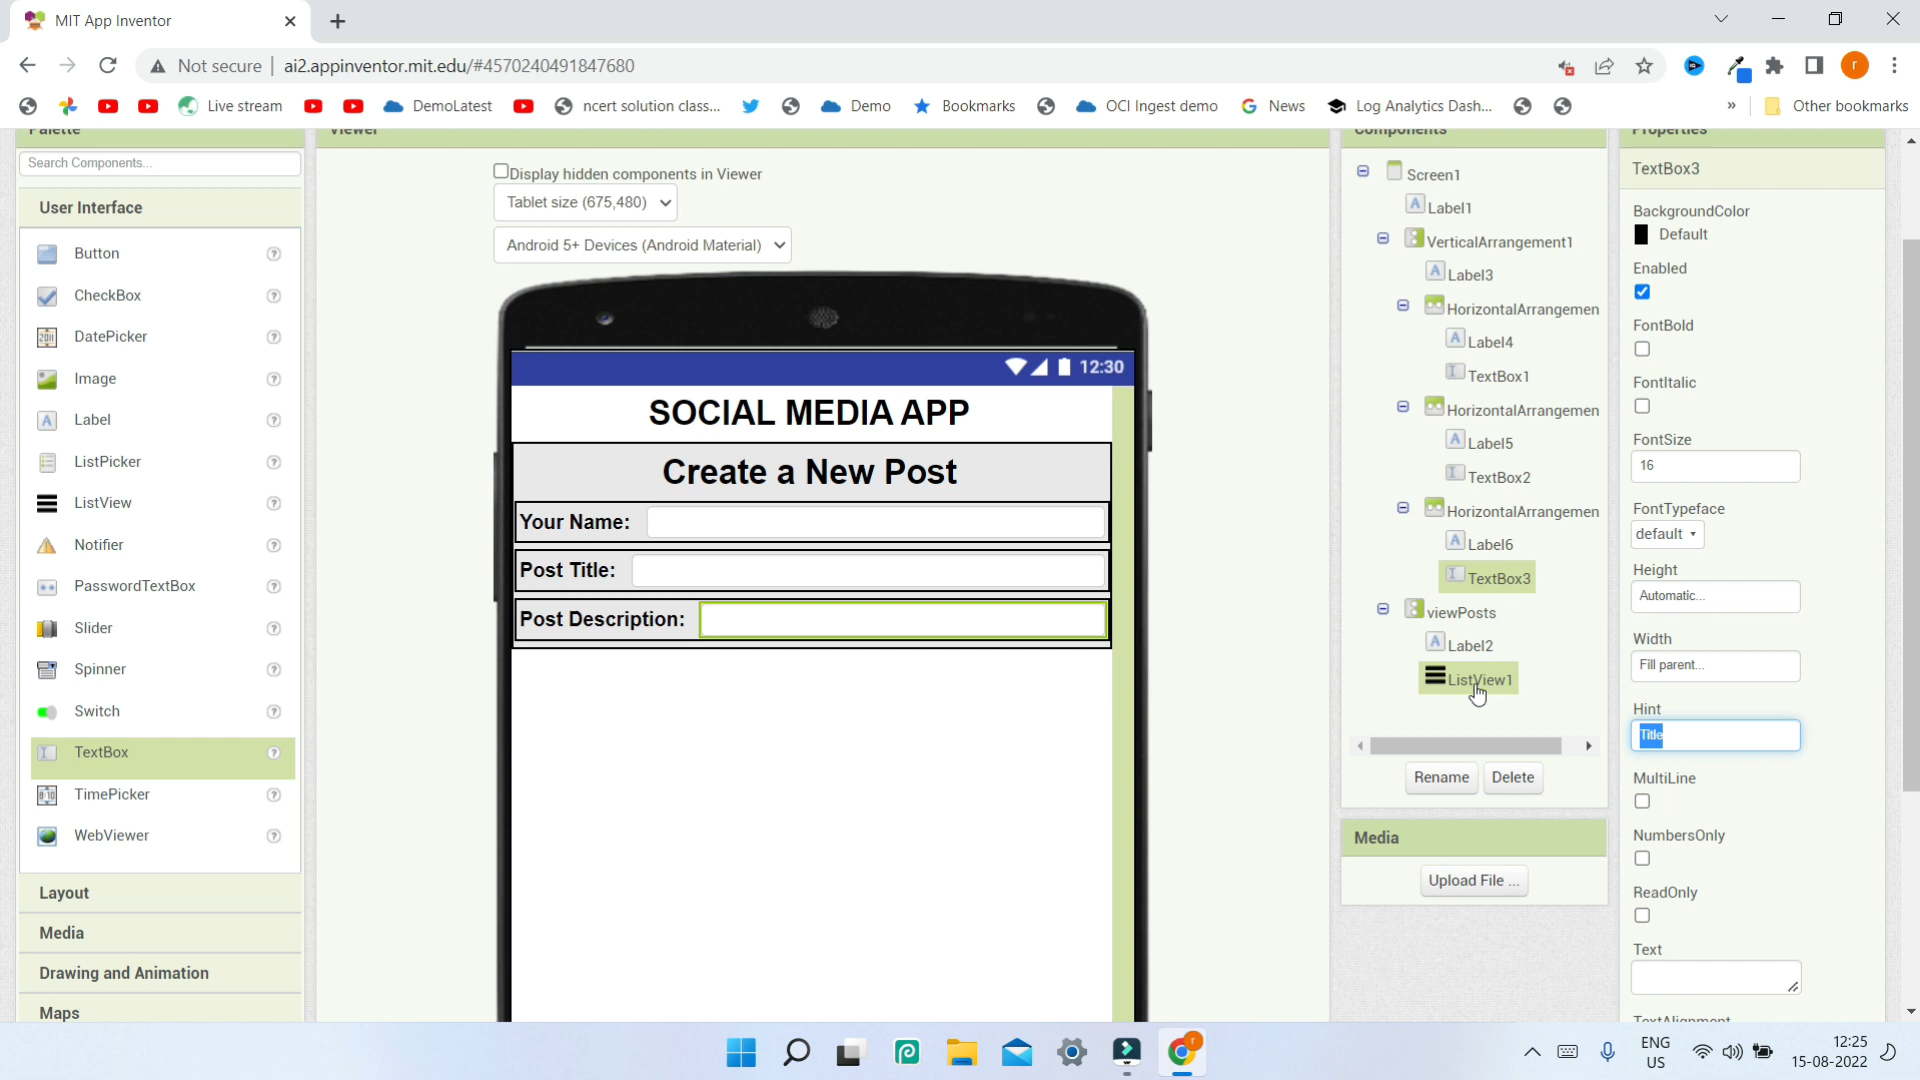 MIT App Inventor
Not secure
ai2.appinventor.mit.edu/#4570240491847680
r
Live stream
DemoLatest
ncert solution class...
Demo
Bookmarks
OCI Ingest demo
News
Log Analytics Dash...
»
Other bookmarks
Palette
Viewer
Components
Properties
Search Components...
User Interface
Button
CheckBox
DatePicker
Image
Label
ListPicker
ListView
Notifier
PasswordTextBox
Slider
Spinner
Switch
TextBox
TimePicker
WebViewer
Layout
Media
Drawing and Animation
Maps
Display hidden components in Viewer
Tablet size (675,480)
Android 5+ Devices (Android Material)
12:30
SOCIAL MEDIA APP
Create a New Post
Your Name:
Post Title:
Post Description:
Screen1
Label1
VerticalArrangement1
Label3
HorizontalArrangemen
Label4
TextBox1
HorizontalArrangemen
Label5
TextBox2
HorizontalArrangemen
Label6
TextBox3
viewPosts
Label2
ListView1
Rename
Delete
Media
Upload File ...
TextBox3
BackgroundColor
Default
Enabled
FontBold
FontItalic
FontSize
16
FontTypeface
default
Height
Automatic...
Width
Fill parent...
Hint
Title
MultiLine
NumbersOnly
ReadOnly
Text
TextAlignment
ENG
US
12:25
15-08-2022